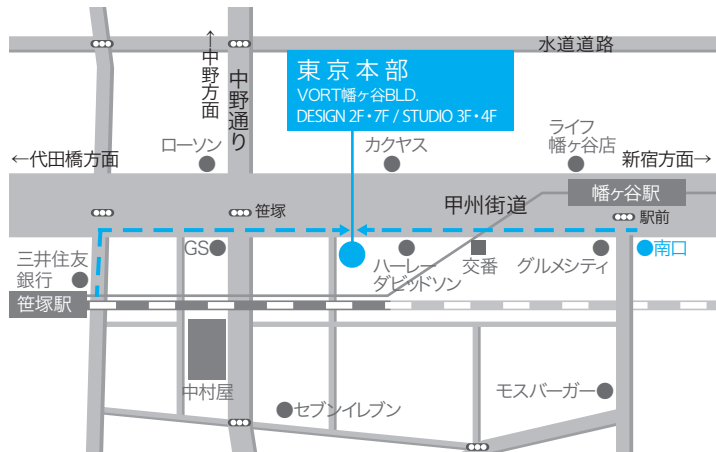 水道道路
←中野方面
中野通り
東京本部
VORT幡ヶ谷BLD.
DESIGN 2F・7F / STUDIO 3F・4F
ローソン
カクヤス
ライフ
幡ヶ谷店
←代田橋方面
新宿方面→
幡ヶ谷駅
甲州街道
笹塚
駅前
三井住友
銀行
GS
ハーレー
ダビッドソン
交番
グルメシティ
南口
笹塚駅
中村屋
セブンイレブン
モスバーガー